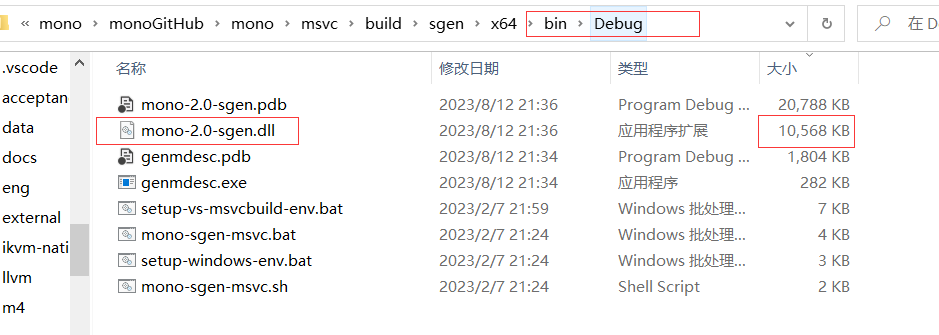 « mono › monoGitHub › mono › msvc › build › sgen › x64 › bin › Debug 在 D
.vscode
acceptan
data
docs
eng
external
ikvm-nati
llvm
m4
名称 修改日期 类型 大小
mono-2.0-sgen.pdb 2023/8/12 21:36 Program Debug ... 20,788 KB
mono-2.0-sgen.dll 2023/8/12 21:36 应用程序扩展 10,568 KB
genmdesc.pdb 2023/8/12 21:34 Program Debug ... 1,804 KB
genmdesc.exe 2023/8/12 21:34 应用程序 282 KB
setup-vs-msvcbuild-env.bat 2023/2/7 21:59 Windows 批处理... 7 KB
mono-sgen-msvc.bat 2023/2/7 21:24 Windows 批处理... 4 KB
setup-windows-env.bat 2023/2/7 21:24 Windows 批处理... 3 KB
mono-sgen-msvc.sh 2023/2/7 21:24 Shell Script 2 KB